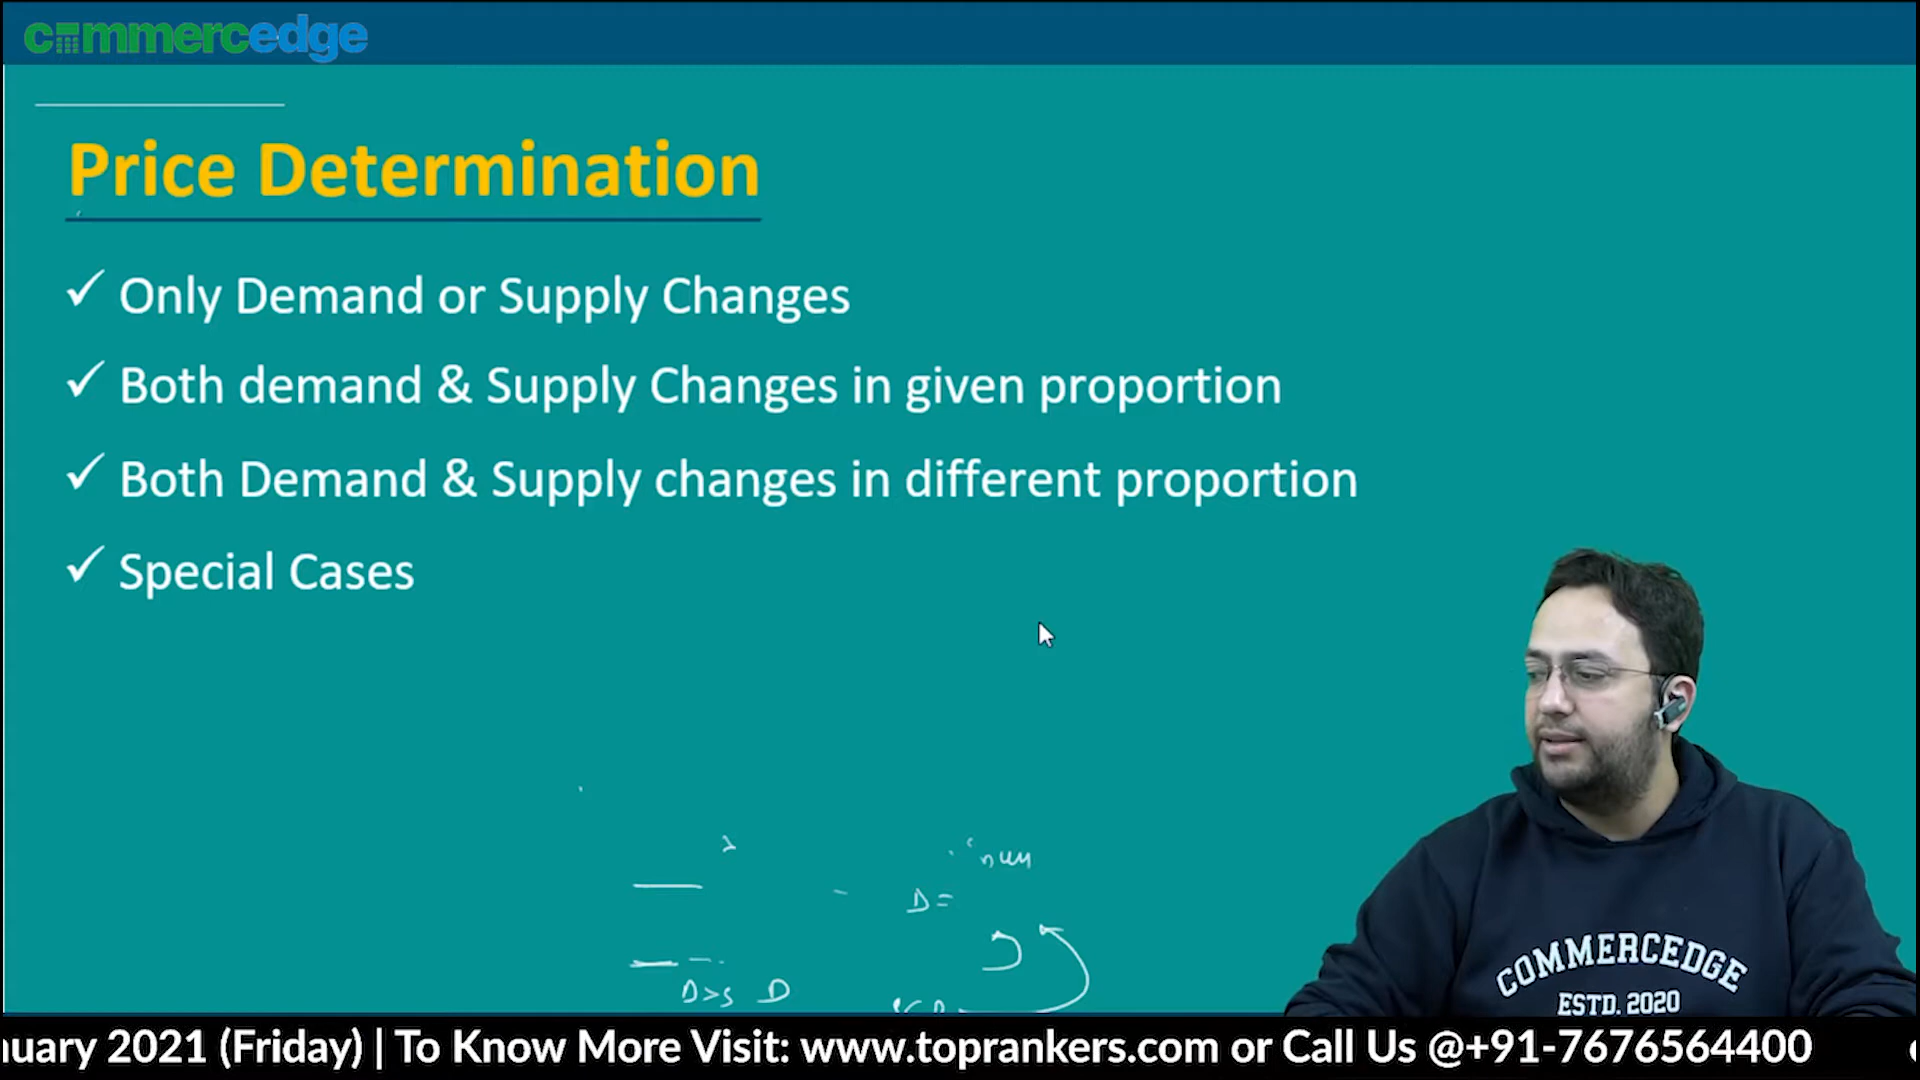 commercedge
Price Determination
✓ Only Demand or Supply Changes
✓ Both demand & Supply Changes in given proportion
✓ Both Demand & Supply changes in different proportion
✓ Special Cases
D =
D>s D
COMMERCEDGE
ESTD. 2020
nuary 2021 (Friday) | To Know More Visit: www.toprankers.com or Call Us @+91-7676564400